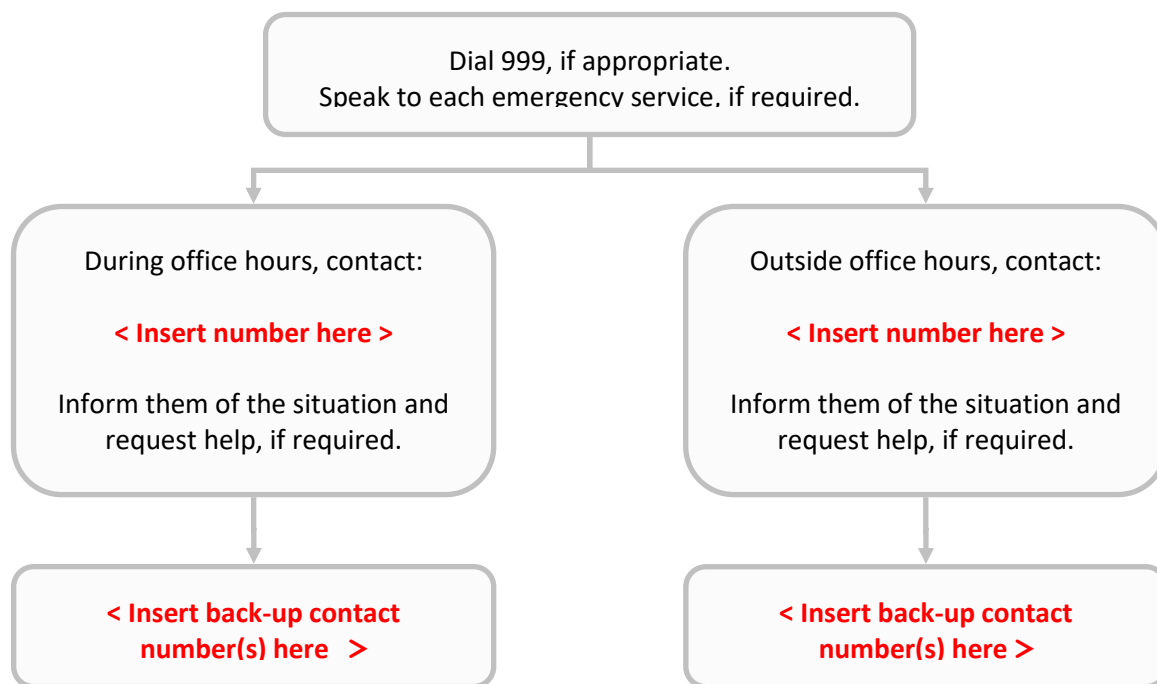 Dial 999, if appropriate.
Speak to each emergency service, if required.
During office hours, contact:
< Insert number here >
Inform them of the situation and
request help, if required.
Outside office hours, contact:
< Insert number here >
Inform them of the situation and
request help, if required.
< Insert back-up contact
number(s) here >
< Insert back-up contact
number(s) here >